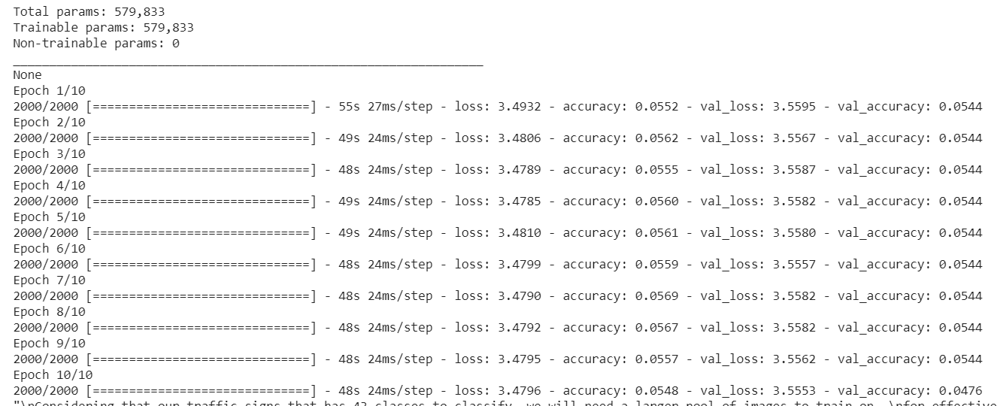 Total params: 579,833
Trainable params: 579,833
Non-trainable params: 0
_________________________________________________________________
None
Epoch 1/10
2000/2000 [==============================] - 55s 27ms/step - loss: 3.4932 - accuracy: 0.0552 - val_loss: 3.5595 - val_accuracy: 0.0544
Epoch 2/10
2000/2000 [==============================] - 49s 24ms/step - loss: 3.4806 - accuracy: 0.0562 - val_loss: 3.5567 - val_accuracy: 0.0544
Epoch 3/10
2000/2000 [==============================] - 48s 24ms/step - loss: 3.4789 - accuracy: 0.0555 - val_loss: 3.5587 - val_accuracy: 0.0544
Epoch 4/10
2000/2000 [==============================] - 49s 24ms/step - loss: 3.4785 - accuracy: 0.0560 - val_loss: 3.5582 - val_accuracy: 0.0544
Epoch 5/10
2000/2000 [==============================] - 49s 24ms/step - loss: 3.4810 - accuracy: 0.0561 - val_loss: 3.5580 - val_accuracy: 0.0544
Epoch 6/10
2000/2000 [==============================] - 48s 24ms/step - loss: 3.4799 - accuracy: 0.0559 - val_loss: 3.5557 - val_accuracy: 0.0544
Epoch 7/10
2000/2000 [==============================] - 48s 24ms/step - loss: 3.4790 - accuracy: 0.0569 - val_loss: 3.5582 - val_accuracy: 0.0544
Epoch 8/10
2000/2000 [==============================] - 48s 24ms/step - loss: 3.4792 - accuracy: 0.0567 - val_loss: 3.5582 - val_accuracy: 0.0544
Epoch 9/10
2000/2000 [==============================] - 48s 24ms/step - loss: 3.4795 - accuracy: 0.0557 - val_loss: 3.5562 - val_accuracy: 0.0544
Epoch 10/10
2000/2000 [==============================] - 48s 24ms/step - loss: 3.4796 - accuracy: 0.0548 - val_loss: 3.5553 - val_accuracy: 0.0476
"\nConsidering that our traffic signs that has 43 classes to classify, we will need a larger pool of images to train on, \nfor effective